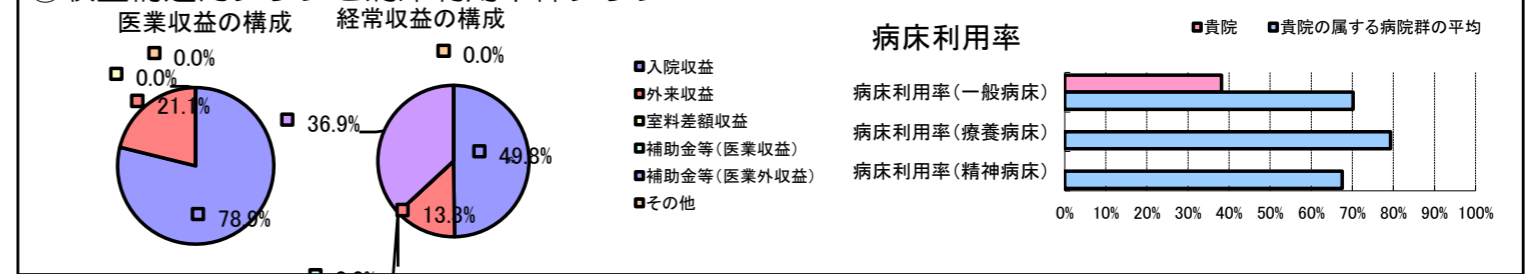 医業収益の構成
0.0%
0.0%
21.1%
78.9%
経常収益の構成
0.0%
36.9%
49.8%
13.3%
入院収益
外来収益
室料差額収益
補助金等(医業収益)
補助金等(医業外収益)
その他
病床利用率
貴院 貴院の属する病院群の平均
病床利用率(一般病床)
病床利用率(療養病床)
病床利用率(精神病床)
0% 10% 20% 30% 40% 50% 60% 70% 80% 90% 100%